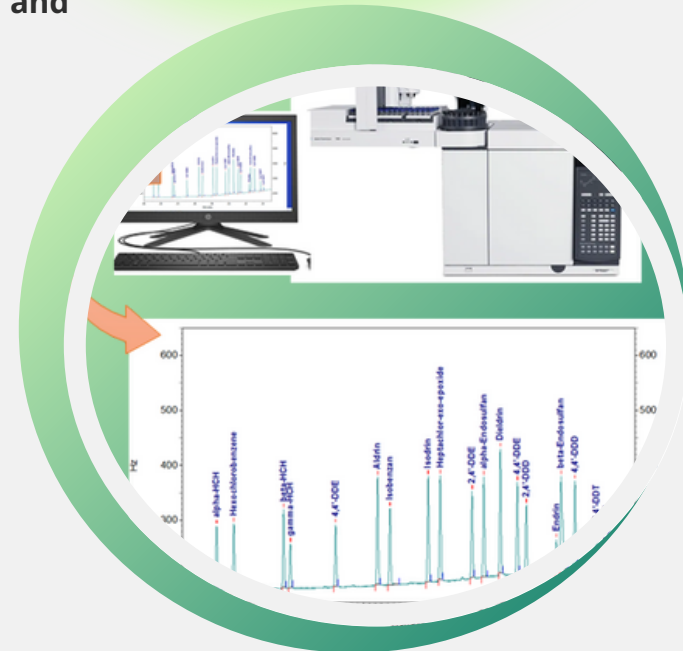 and
600
500
400
300
Hz
600
500
alpha-HCH
Hexachlorobenzene
beta-HCH
gamma-HCH
4,4'-DDE
Aldrin
Isobenzan
Isodrin
Heptachlor-exo-epoxide
2,4'-DDE
alpha-Endosulfan
Dieldrin
4,4'-DDE
2,4'-DDD
Endrin
beta-Endosulfan
4,4'-DDD
4'-DDT